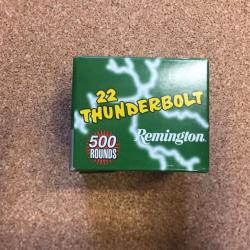 22
THUNDERBOLT
500
ROUNDS
Remington